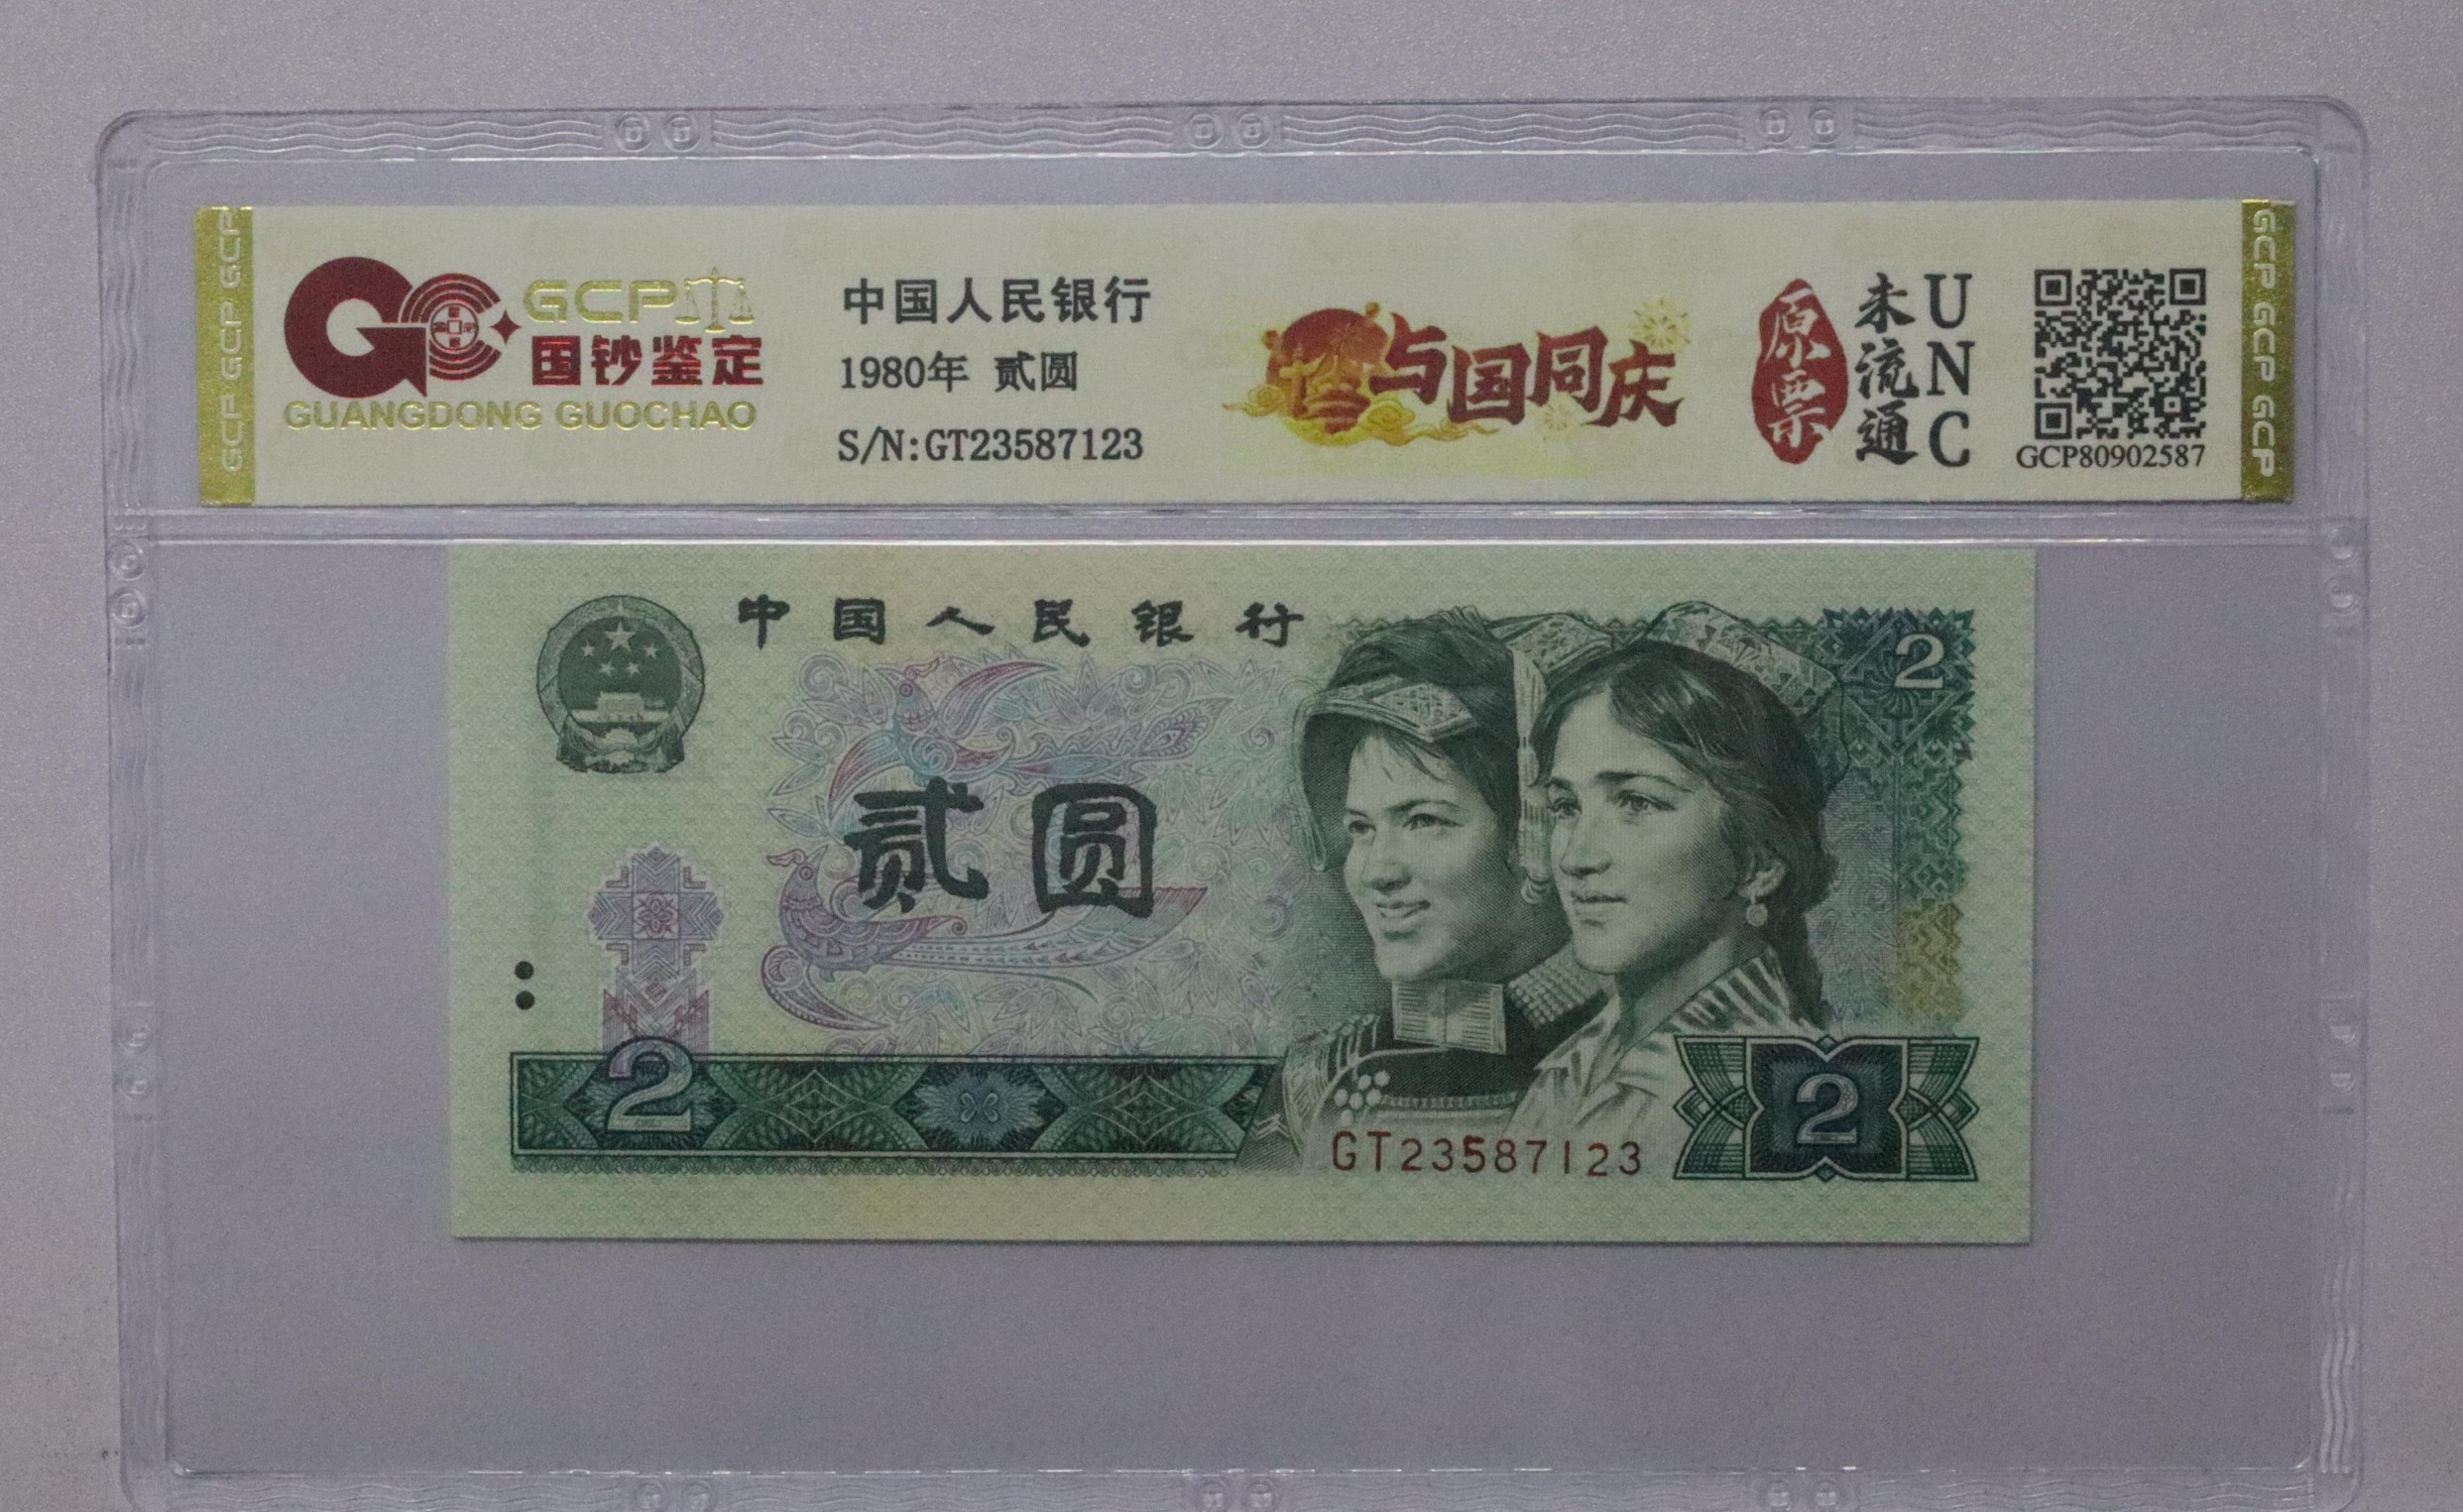 GCP GCP GCP
GCP
国钞鉴定
GUANGDONG GUOCHAO
中国人民银行
1980年 贰圆
S/N:GT23587123
与国同庆
原票
未流通
UNC
GCP80902587
GCP GCP GCP GCP
中国人民银行
2
贰圆
2
GT23587123
2